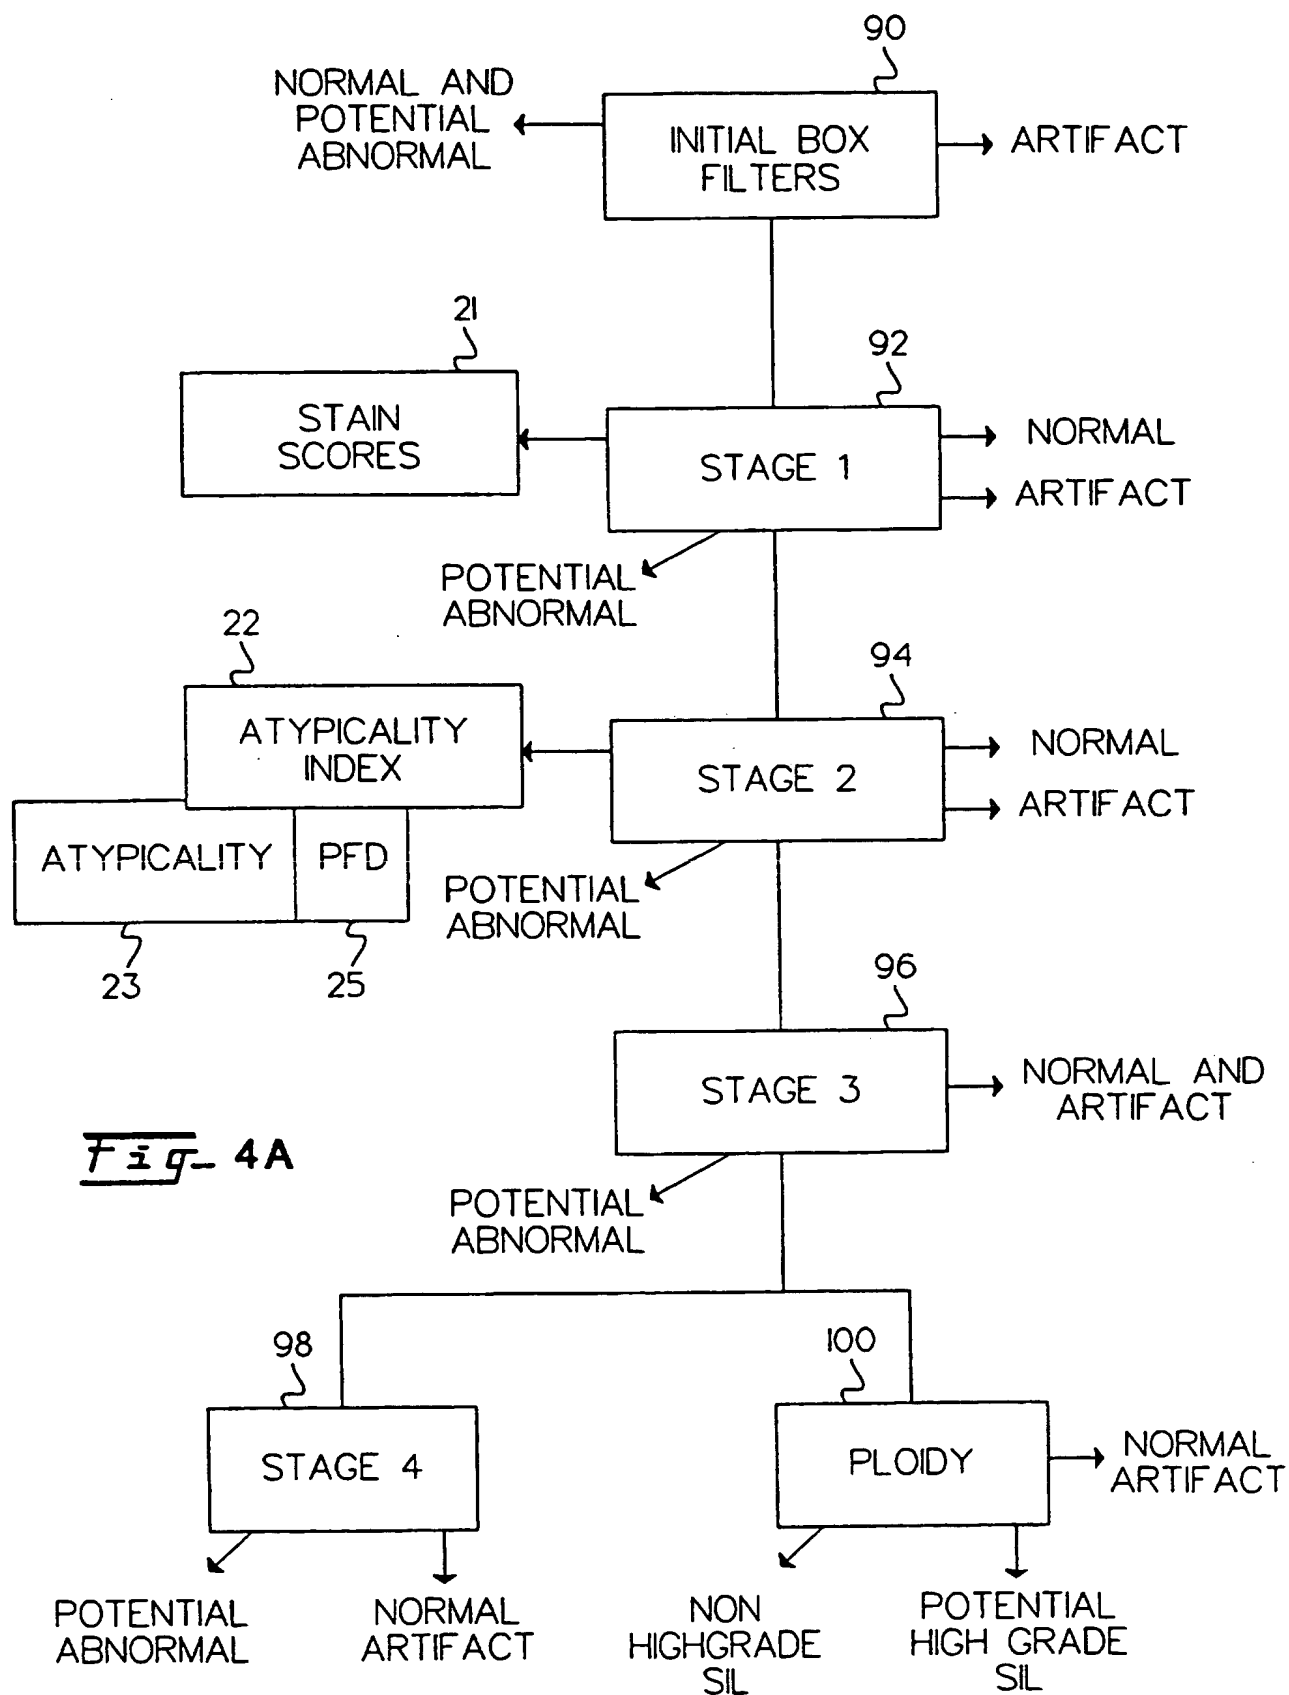 90
NORMAL AND
POTENTIAL
ABNORMAL
INITIAL BOX
FILTERS
ARTIFACT
21
STAIN
SCORES
92
STAGE 1
NORMAL
ARTIFACT
POTENTIAL
ABNORMAL
22
ATYPICALITY
INDEX
94
STAGE 2
NORMAL
ARTIFACT
ATYPICALITY
PFD
POTENTIAL
ABNORMAL
23
25
96
STAGE 3
NORMAL AND
ARTIFACT
Fig- 4A
POTENTIAL
ABNORMAL
98
STAGE 4
100
PLOIDY
NORMAL
ARTIFACT
POTENTIAL
ABNORMAL
NORMAL
ARTIFACT
NON
HIGHGRADE
SIL
POTENTIAL
HIGH GRADE
SIL